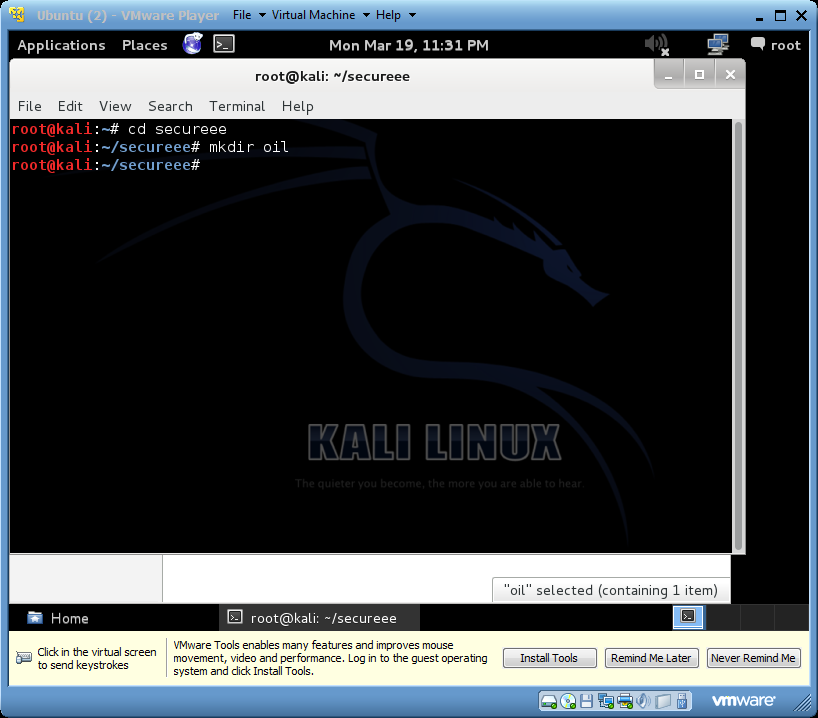 Ubuntu (2) - VMware Player File Virtual Machine Help
Applications Places Mon Mar 19, 11:31 PM root
root@kali: ~/secureee
File Edit View Search Terminal Help
root@kali:~# cd secureee
root@kali:~/secureee# mkdir oil
root@kali:~/secureee#
KALI LINUX
The quieter you become, the more you are able to hear.
"oil" selected (containing 1 item)
Home root@kali: ~/secureee
Click in the virtual screen
to send keystrokes
VMware Tools enables many features and improves mouse
movement, video and performance. Log in to the guest operating
system and click Install Tools.
Install Tools Remind Me Later Never Remind Me
vmware